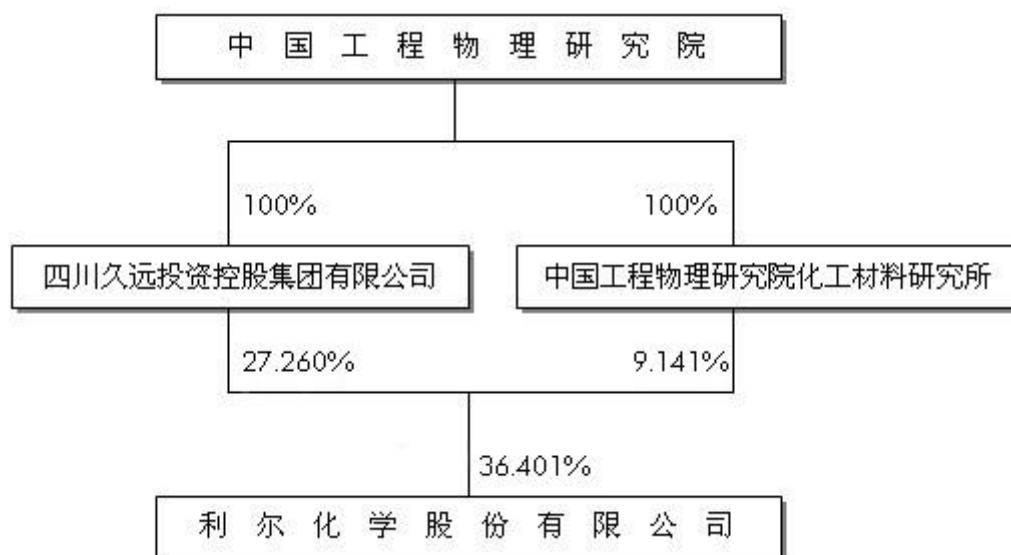 中国工程物理研究院
100%
100%
四川久远投资控股集团有限公司
中国工程物理研究院化工材料研究所
27.260%
9.141%
36.401%
利尔化学股份有限公司